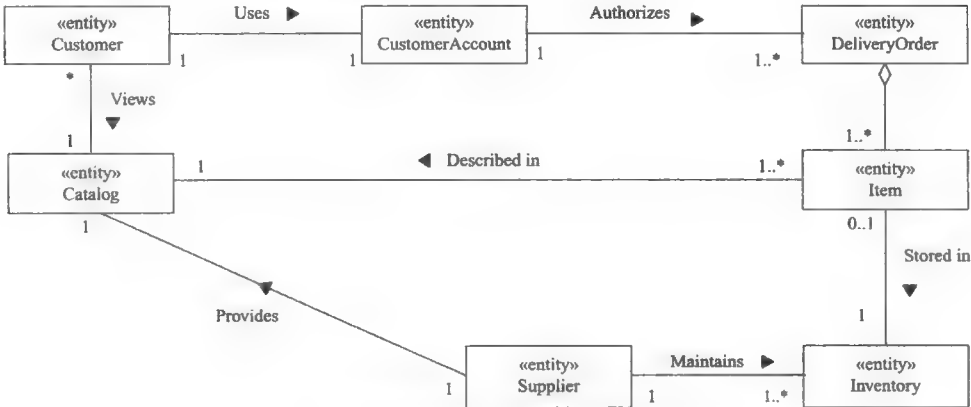 Uses
Authorizes
«entity»
Customer
«entity»
CustomerAccount
«entity»
DeliveryOrder
1
1
1
1..*
*
Views
1
1..*
«entity»
Catalog
1
Described in
1..*
«entity»
Item
1
0..1
Stored in
Provides
1
«entity»
Supplier
Maintains
«entity»
Inventory
1
1
1..*